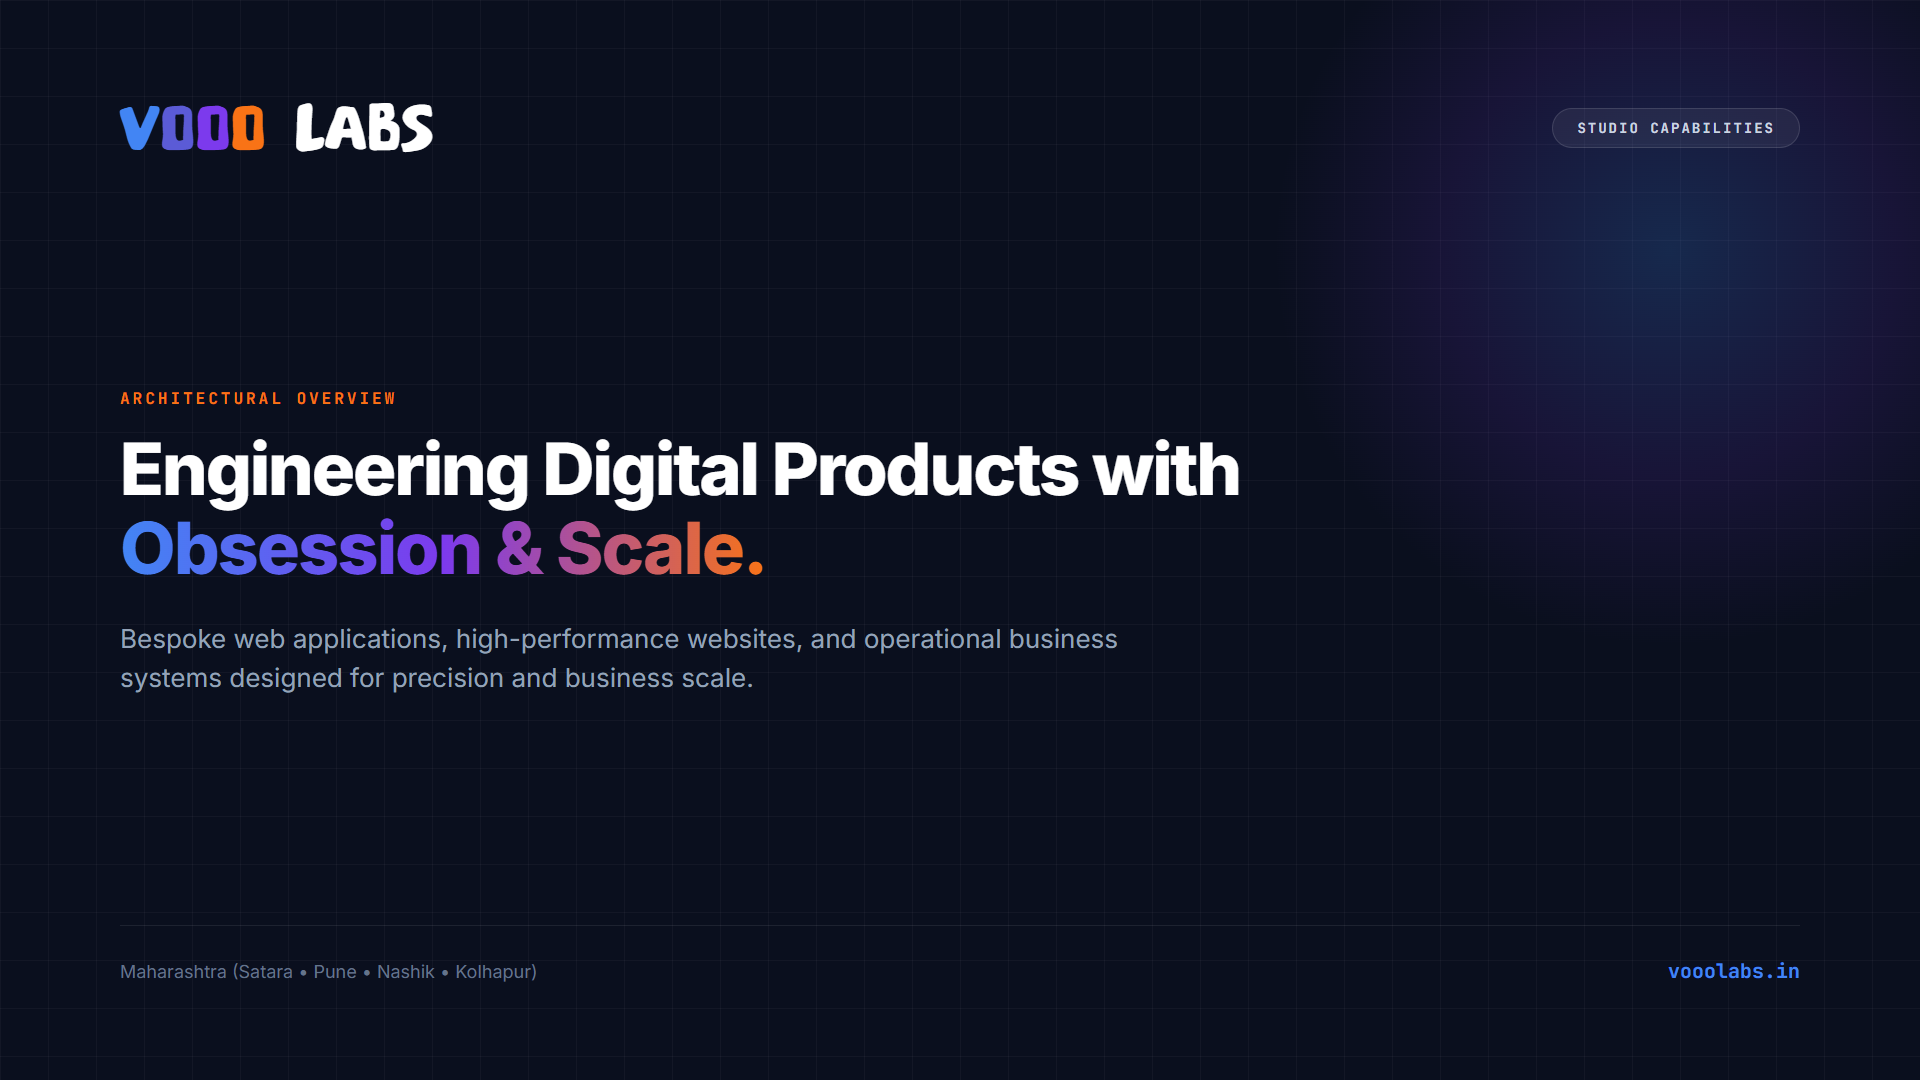 VOOO LABS
STUDIO CAPABILITIES
ARCHITECTURAL OVERVIEW
Engineering Digital Products with
Obsession & Scale.
Bespoke web applications, high-performance websites, and operational business
systems designed for precision and business scale.
Maharashtra (Satara • Pune • Nashik • Kolhapur)
vooolabs.in